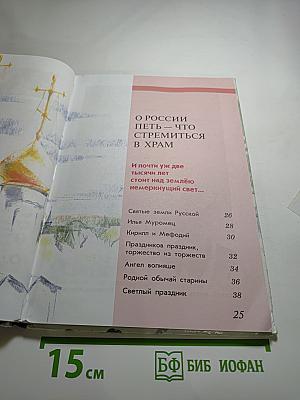 О РОССИИ
ПЕТЬ — ЧТО
СТРЕМИТЬСЯ
В ХРАМ
И почти уж две
тысячи лет
стоит над землёю
немеркнущий свет...
Святые земли Русской 26
Илья Муромец 28
Кирилл и Мефодий 30
Праздников праздник,
торжество из торжеств 32
Ангел вопияше 34
Родной обычай старины 36
Светлый праздник 38
25
15 см
БФ БИБ ИОФАН